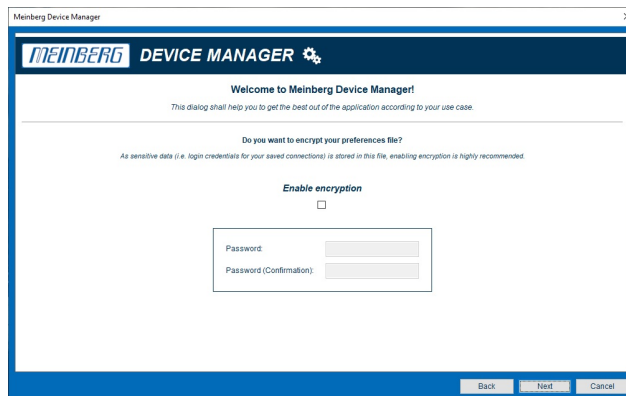 Meinberg Device Manager
MEINBERG DEVICE MANAGER
Welcome to Meinberg Device Manager!
This dialog shall help you to get the best out of the application according to your use case.
Do you want to encrypt your preferences file?
As sensitive data (i.e. login credentials for your saved connections) is stored in this file, enabling encryption is highly recommended.
Enable encryption
Password:
Password (Confirmation):
Back Next Cancel